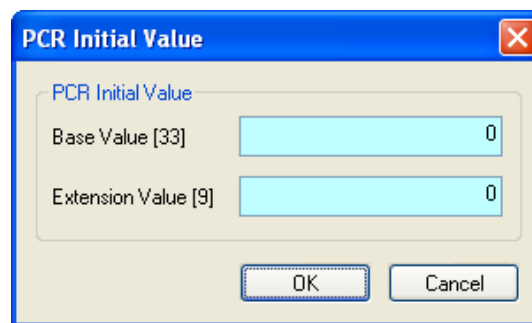 PCR Initial Value
PCR Initial Value
Base Value [33] 0
Extension Value [9] 0
OK Cancel